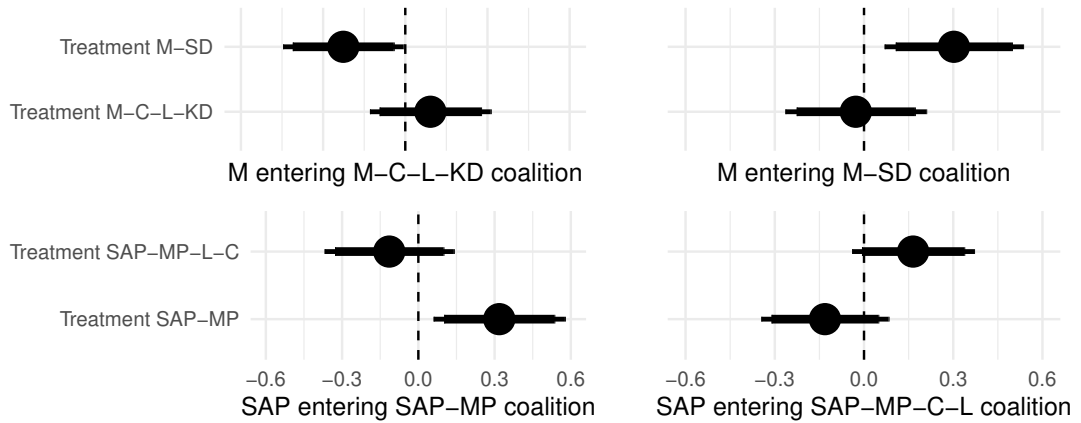 Treatment M−SD
Treatment M−C−L−KD
M entering M−C−L−KD coalition
M entering M−SD coalition
Treatment SAP−MP−L−C
Treatment SAP−MP
−0.6 −0.3 0.0 0.3 0.6
−0.6 −0.3 0.0 0.3 0.6
SAP entering SAP−MP coalition
SAP entering SAP−MP−C−L coalition